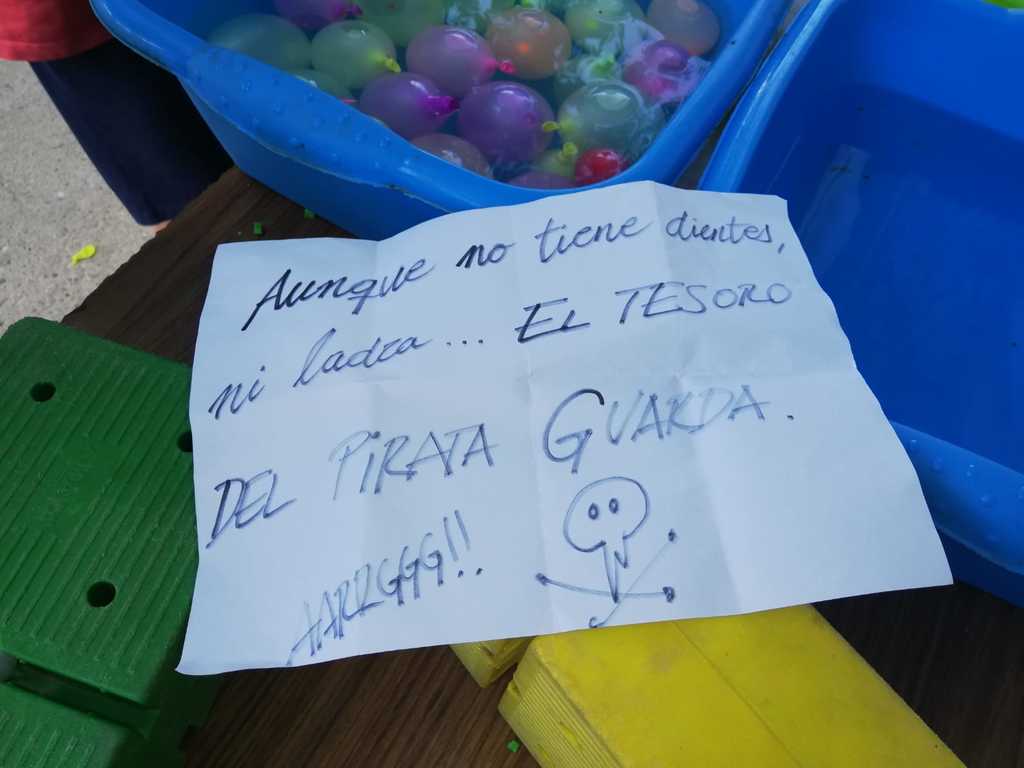 Aunque no tiene dientes,
ni ladra... EL TESORO
DEL PIRATA GUARDA.
AARRGGG!!